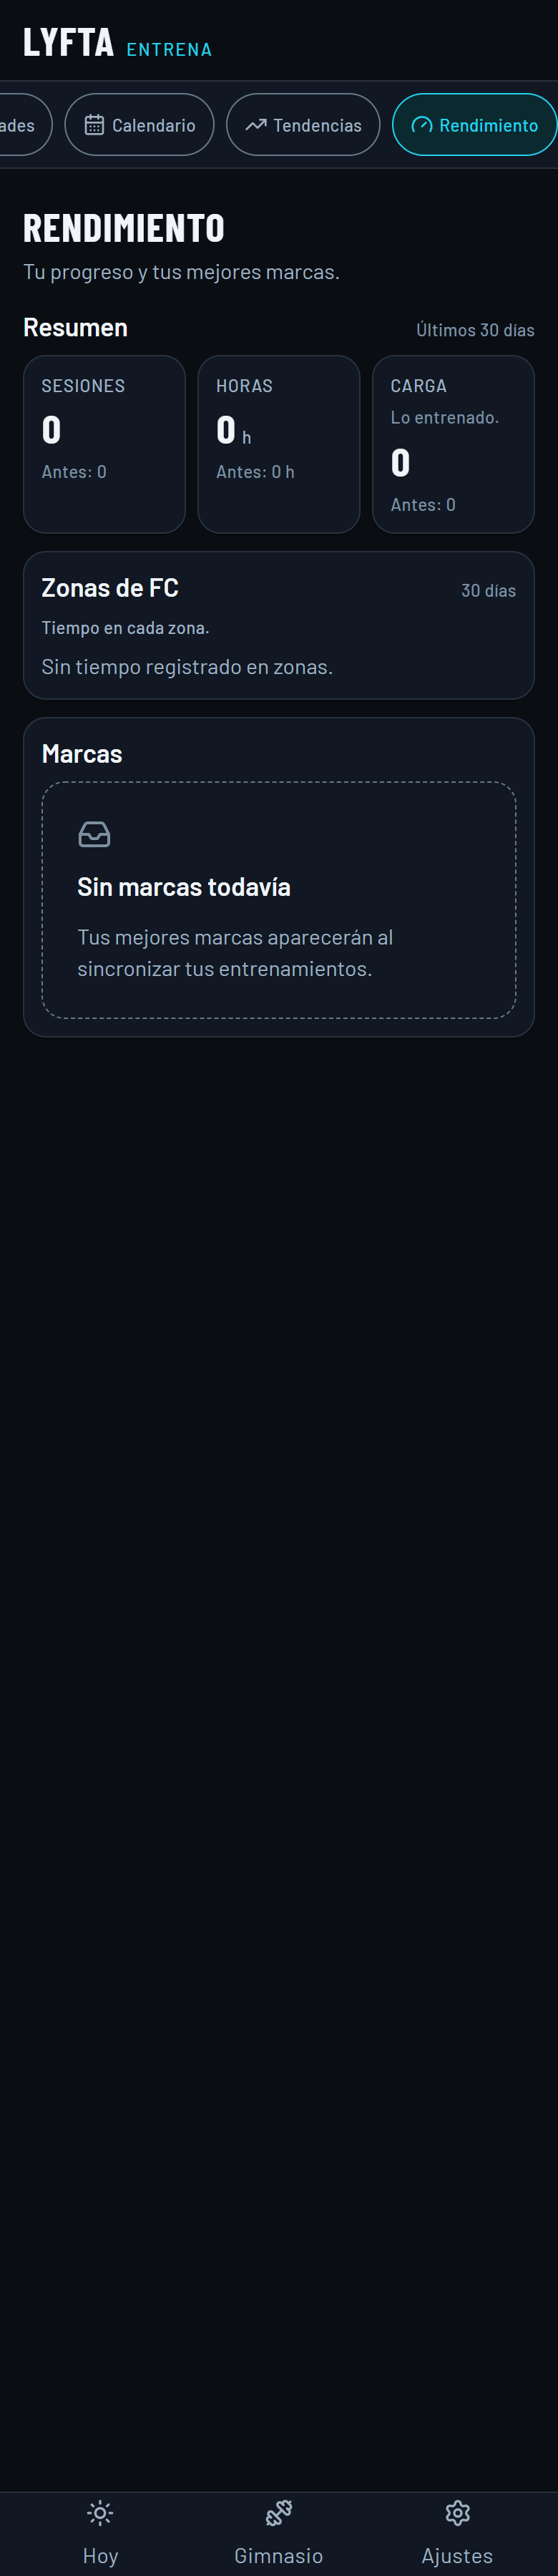 LYFTA ENTRENA
ades Calendario Tendencias Rendimiento
RENDIMIENTO
Tu progreso y tus mejores marcas.
Resumen Últimos 30 días
SESIONES
0
Antes: 0
HORAS
0 h
Antes: 0 h
CARGA
Lo entrenado.
0
Antes: 0
Zonas de FC 30 días
Tiempo en cada zona.
Sin tiempo registrado en zonas.
Marcas
Sin marcas todavía
Tus mejores marcas aparecerán al
sincronizar tus entrenamientos.
Hoy Gimnasio Ajustes